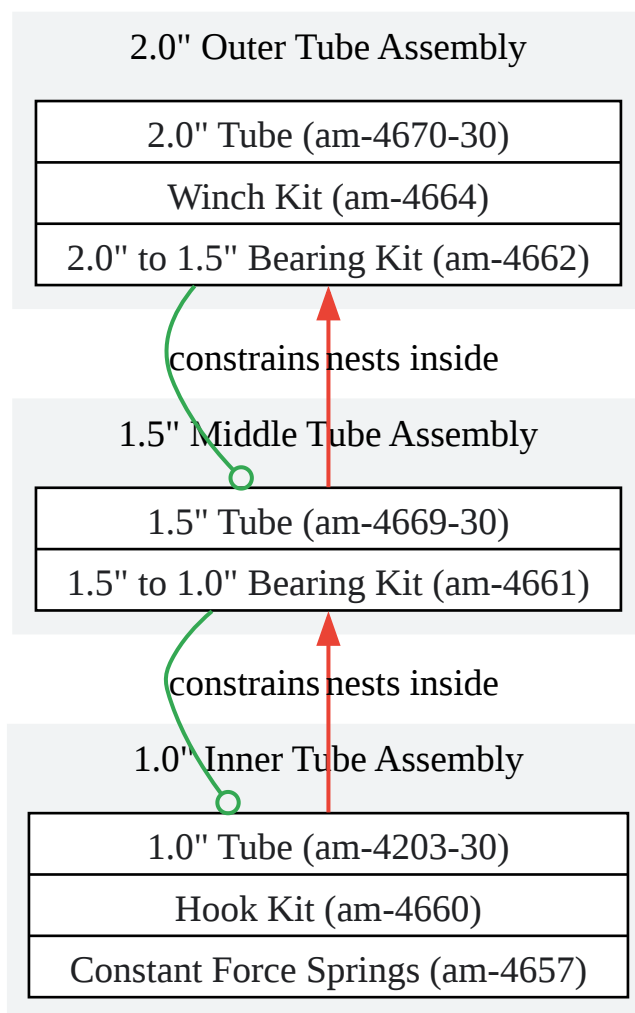 2.0" Outer Tube Assembly
2.0" Tube (am-4670-30)
Winch Kit (am-4664)
2.0" to 1.5" Bearing Kit (am-4662)
constrains nests inside
1.5" Middle Tube Assembly
1.5" Tube (am-4669-30)
1.5" to 1.0" Bearing Kit (am-4661)
constrains nests inside
1.0" Inner Tube Assembly
1.0" Tube (am-4203-30)
Hook Kit (am-4660)
Constant Force Springs (am-4657)